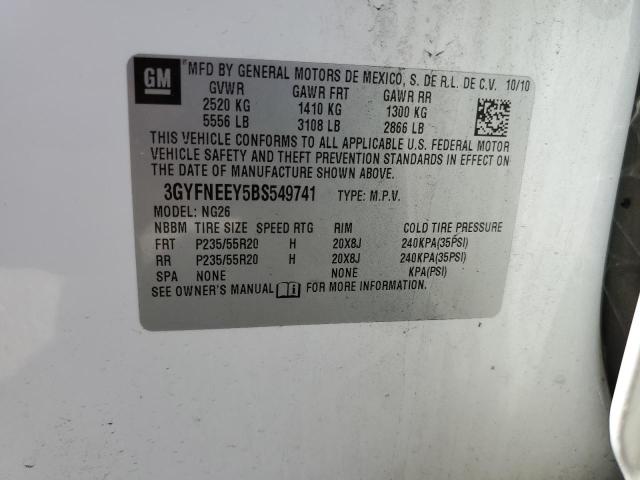 GM
MFD BY GENERAL MOTORS DE MEXICO, S. DE R.L. DE C.V. 10/10
GVWR GAWR FRT GAWR RR
2520 KG 1410 KG 1300 KG
5556 LB 3108 LB 2866 LB
THIS VEHICLE CONFORMS TO ALL APPLICABLE U.S. FEDERAL MOTOR
VEHICLE SAFETY AND THEFT PREVENTION STANDARDS IN EFFECT ON
THE DATE OF MANUFACTURE SHOWN ABOVE.
3GYFNEEY5BS549741 TYPE: M.P.V.
MODEL: NG26
NBBM TIRE SIZE SPEED RTG RIM COLD TIRE PRESSURE
FRT P235/55R20 H 20X8J 240KPA(35PSI)
RR P235/55R20 H 20X8J 240KPA(35PSI)
SPA NONE NONE KPA(PSI)
SEE OWNER'S MANUAL FOR MORE INFORMATION.